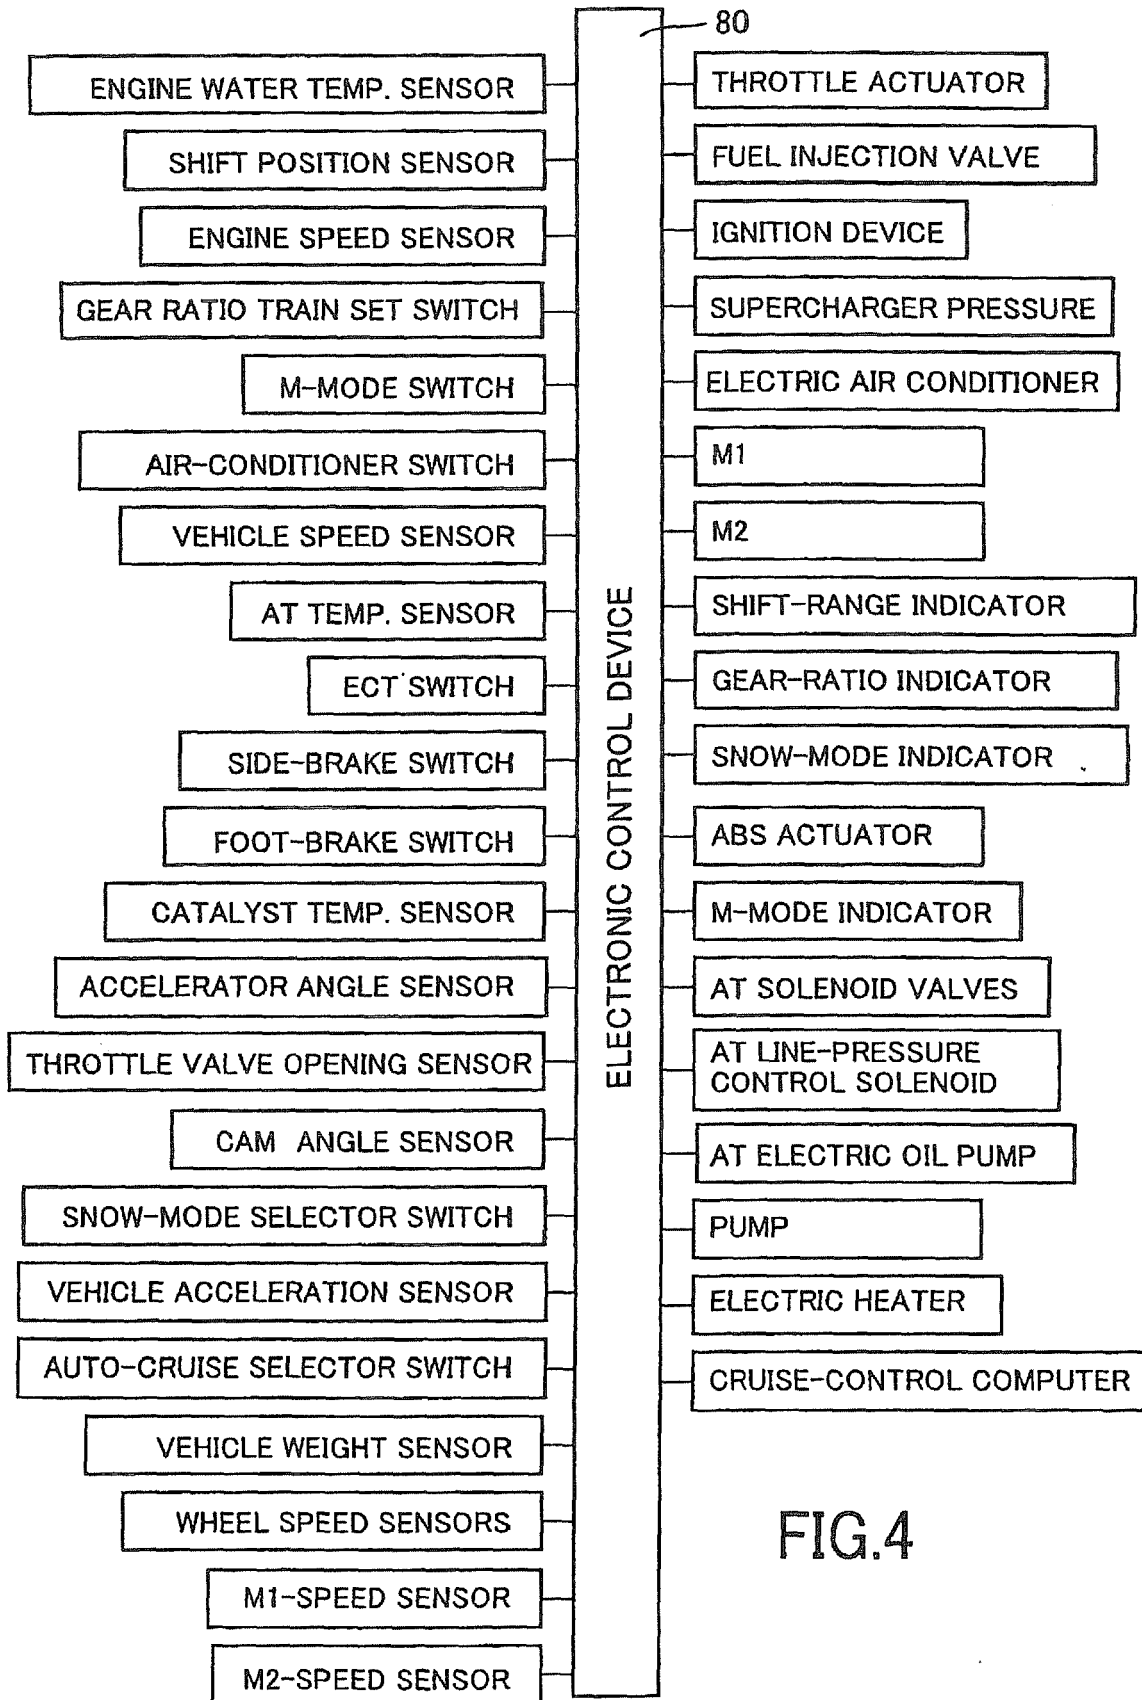 80
ENGINE WATER TEMP. SENSOR
SHIFT POSITION SENSOR
ENGINE SPEED SENSOR
GEAR RATIO TRAIN SET SWITCH
M-MODE SWITCH
AIR-CONDITIONER SWITCH
VEHICLE SPEED SENSOR
AT TEMP. SENSOR
ECT SWITCH
SIDE-BRAKE SWITCH
FOOT-BRAKE SWITCH
CATALYST TEMP. SENSOR
ACCELERATOR ANGLE SENSOR
THROTTLE VALVE OPENING SENSOR
CAM ANGLE SENSOR
SNOW-MODE SELECTOR SWITCH
VEHICLE ACCELERATION SENSOR
AUTO-CRUISE SELECTOR SWITCH
VEHICLE WEIGHT SENSOR
WHEEL SPEED SENSORS
M1-SPEED SENSOR
M2-SPEED SENSOR
ELECTRONIC CONTROL DEVICE
THROTTLE ACTUATOR
FUEL INJECTION VALVE
IGNITION DEVICE
SUPERCHARGER PRESSURE
ELECTRIC AIR CONDITIONER
M1
M2
SHIFT-RANGE INDICATOR
GEAR-RATIO INDICATOR
SNOW-MODE INDICATOR
ABS ACTUATOR
M-MODE INDICATOR
AT SOLENOID VALVES
AT LINE-PRESSURE
CONTROL SOLENOID
AT ELECTRIC OIL PUMP
PUMP
ELECTRIC HEATER
CRUISE-CONTROL COMPUTER
FIG.4